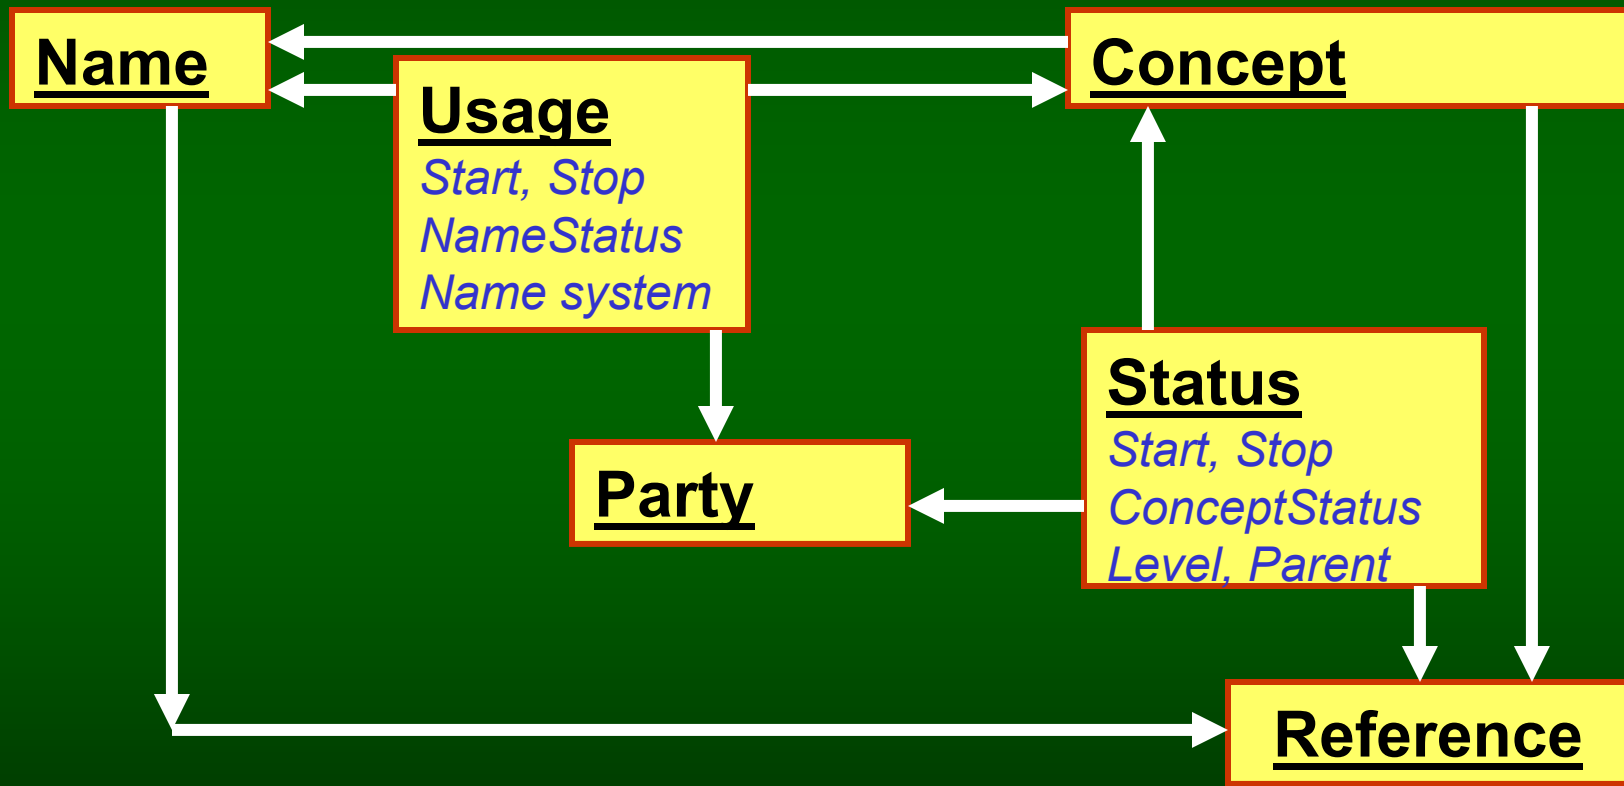 Name
Concept
Usage
Start, Stop
NameStatus
Name system
Status
Start, Stop
ConceptStatus
Level, Parent
Party
Reference